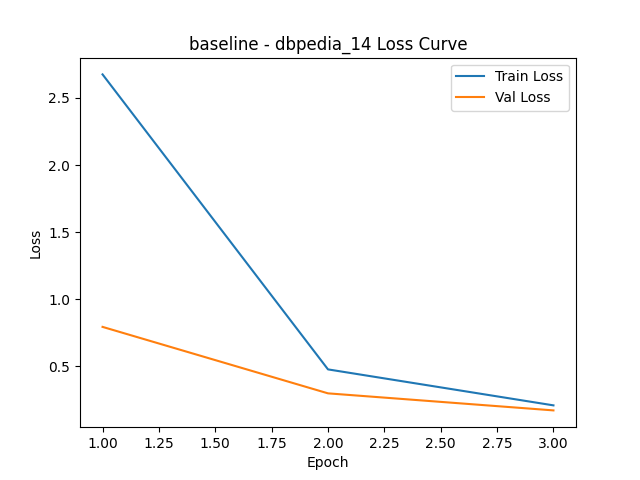 baseline - dbpedia_14 Loss Curve
Train Loss
Val Loss
Loss
2.5
2.0
1.5
1.0
0.5
1.00 1.25 1.50 1.75 2.00 2.25 2.50 2.75 3.00
Epoch